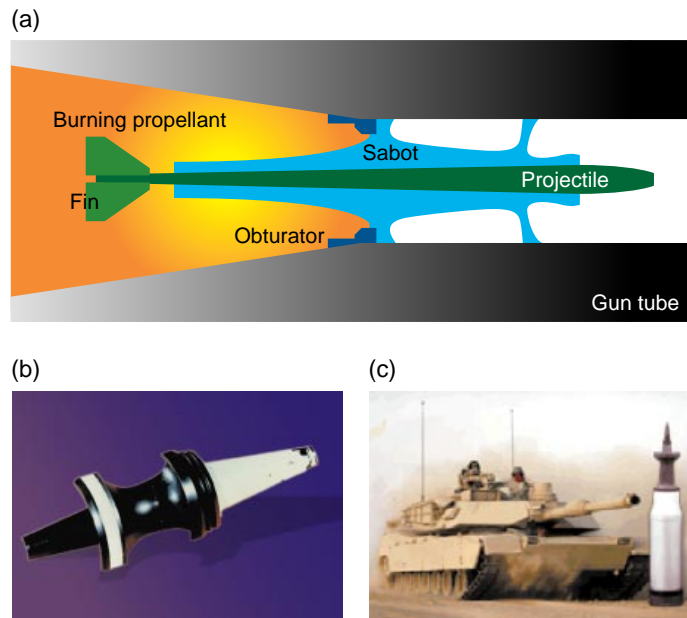 (a)
Burning propellant
Sabot
Projectile
Fin
Obturator
Gun tube
(b)
(c)